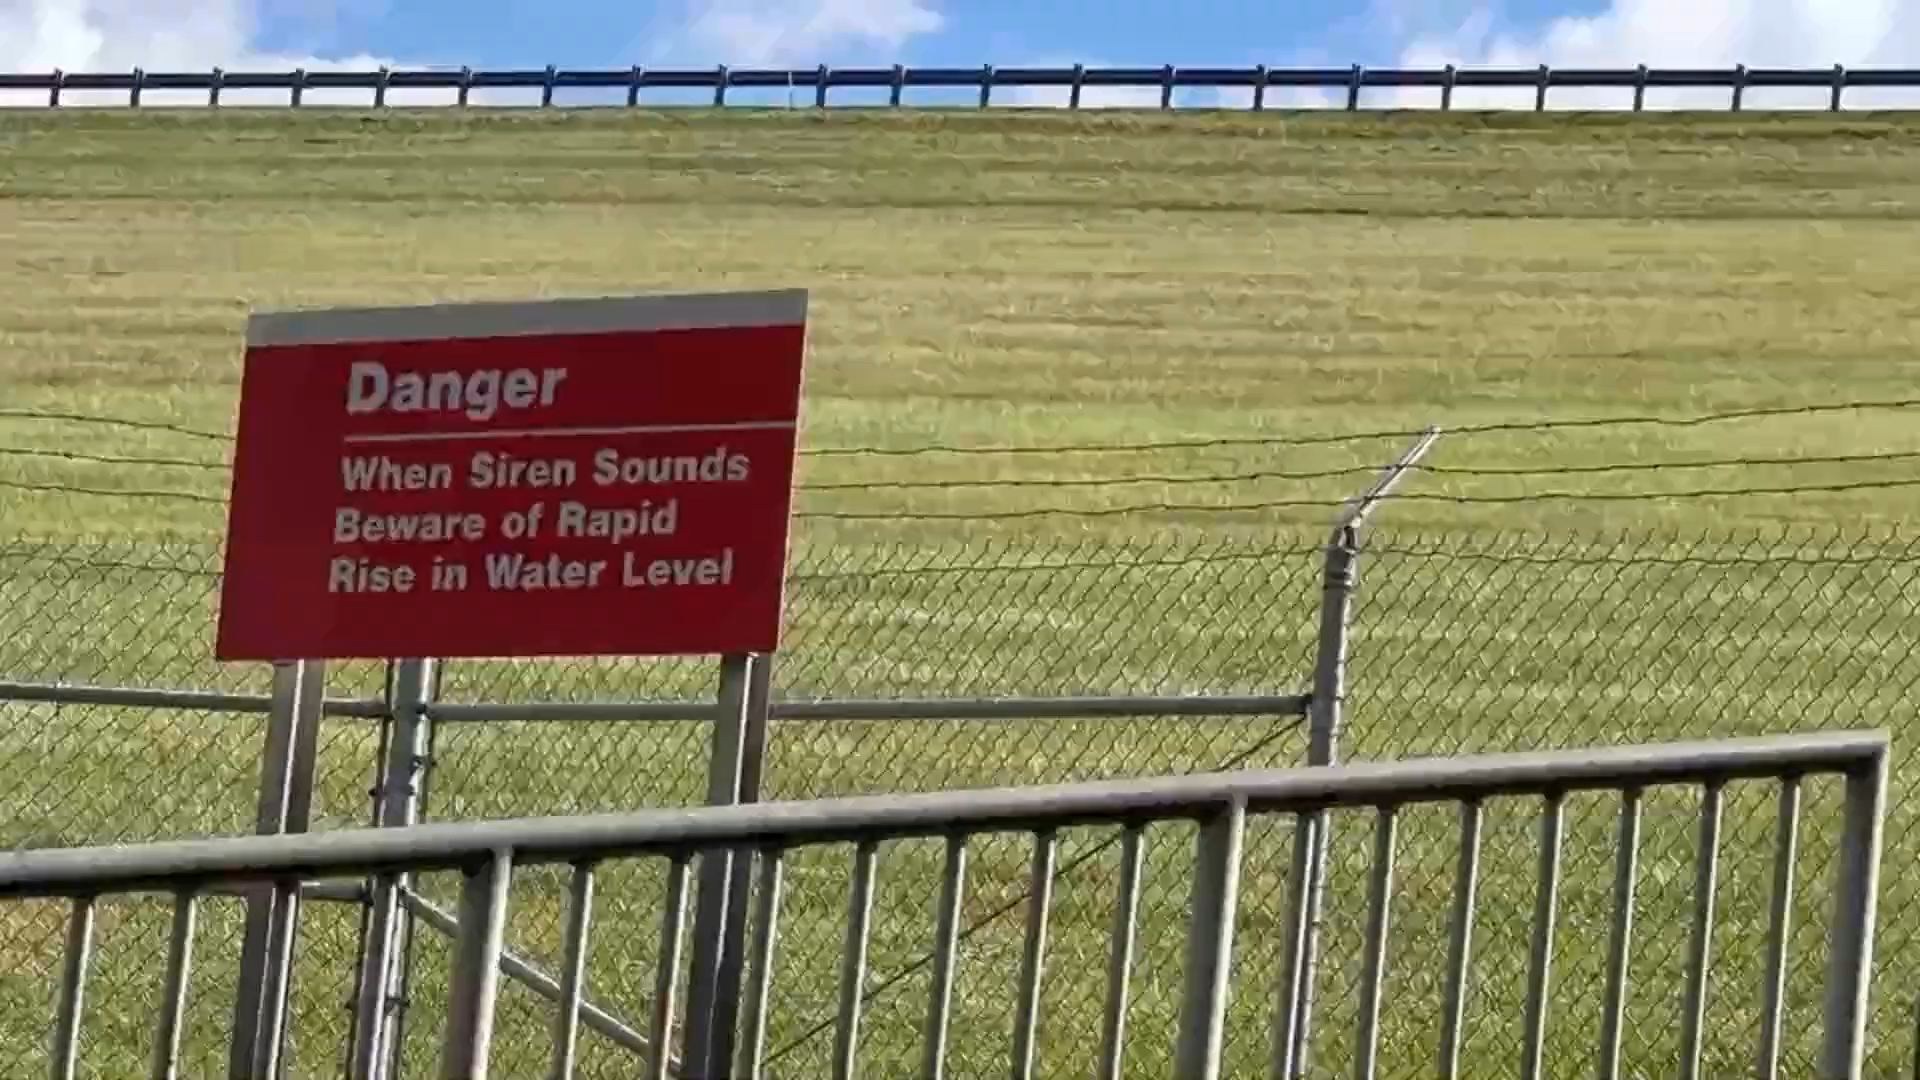 Danger
When Siren Sounds
Beware of Rapid
Rise in Water Level